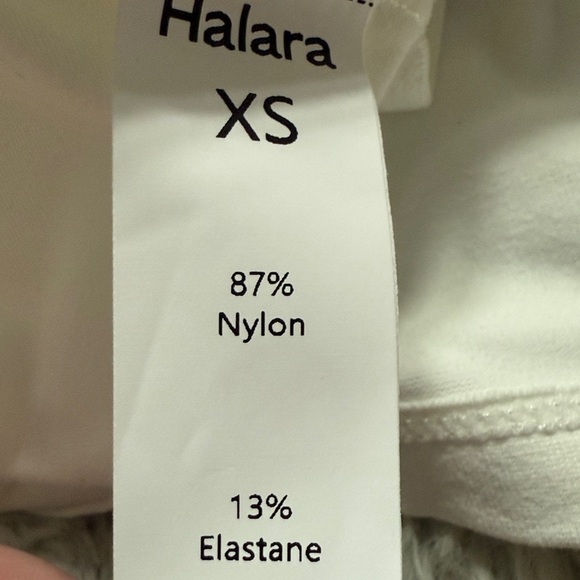 Halara
XS
87%
Nylon
13%
Elastane